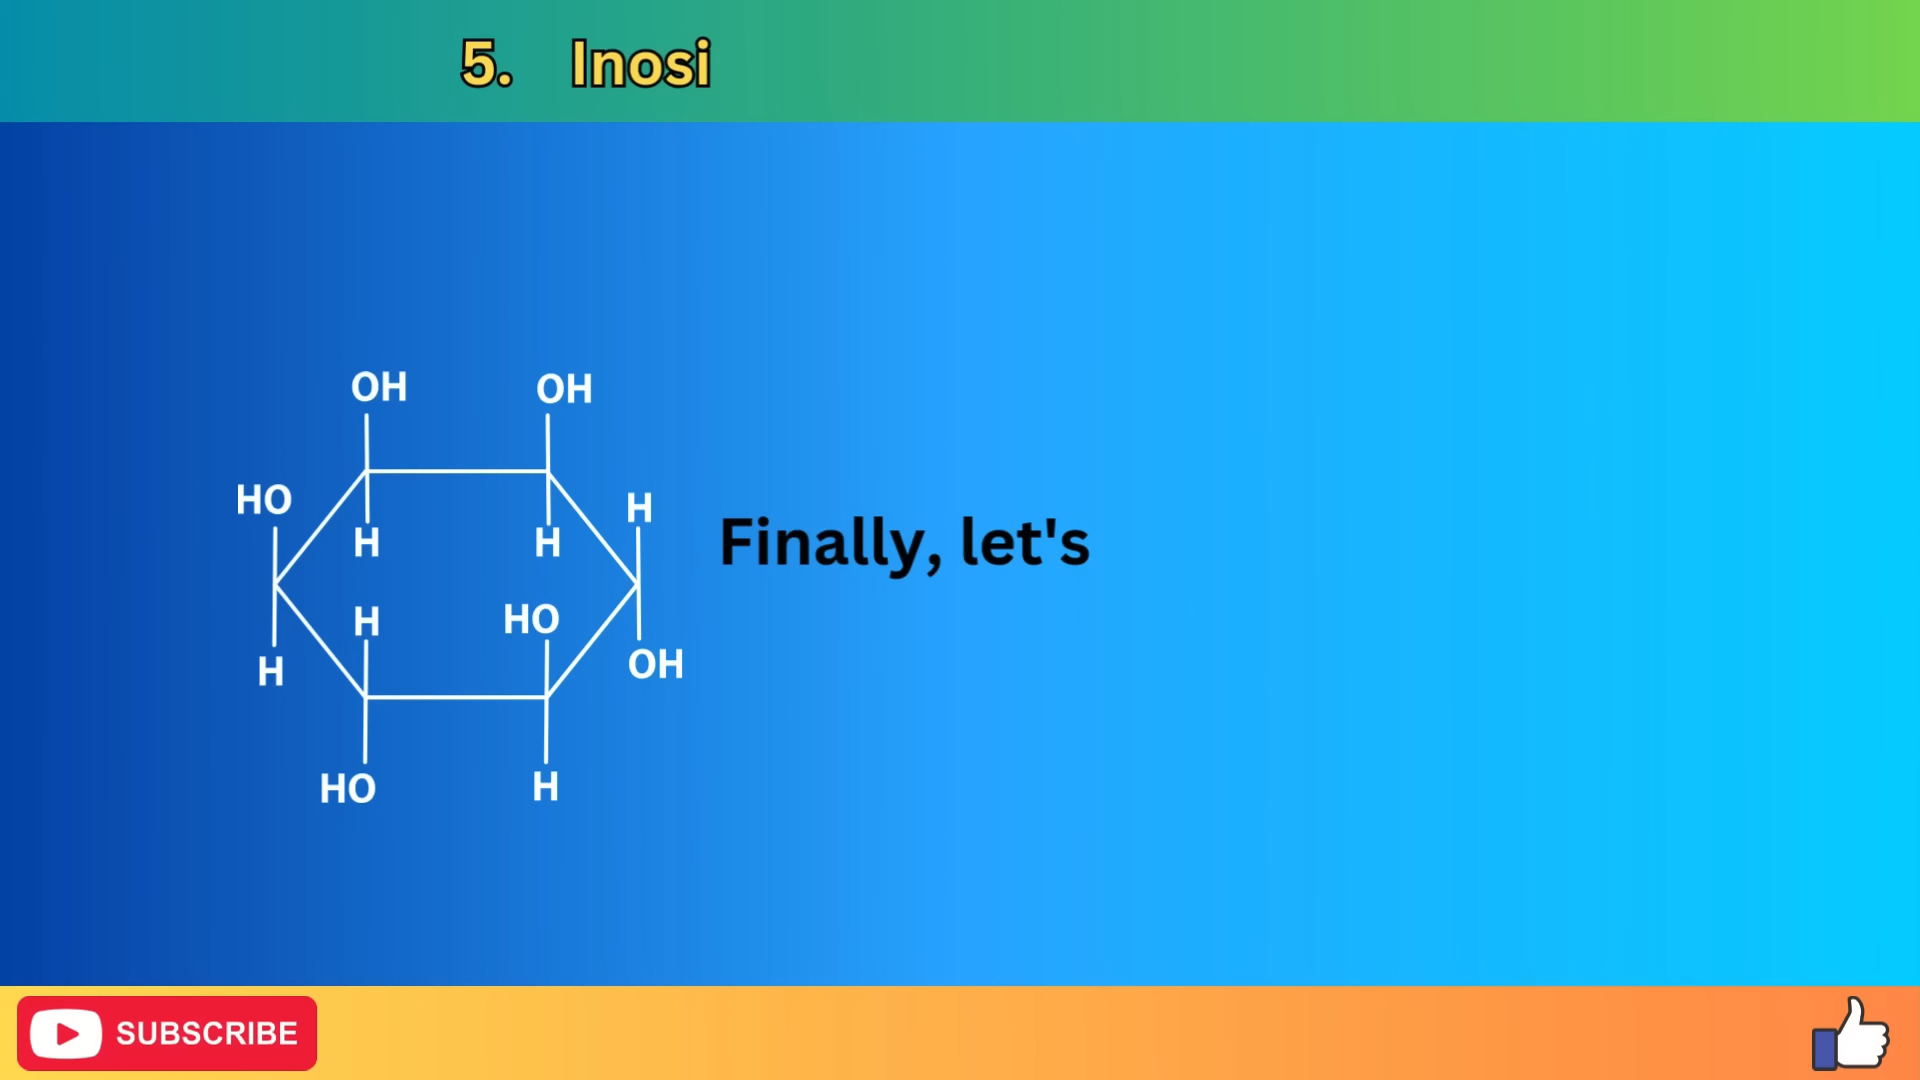 5. Inosi
OH OH
HO H
H H
Finally, let's
H HO
H OH
HO H
SUBSCRIBE